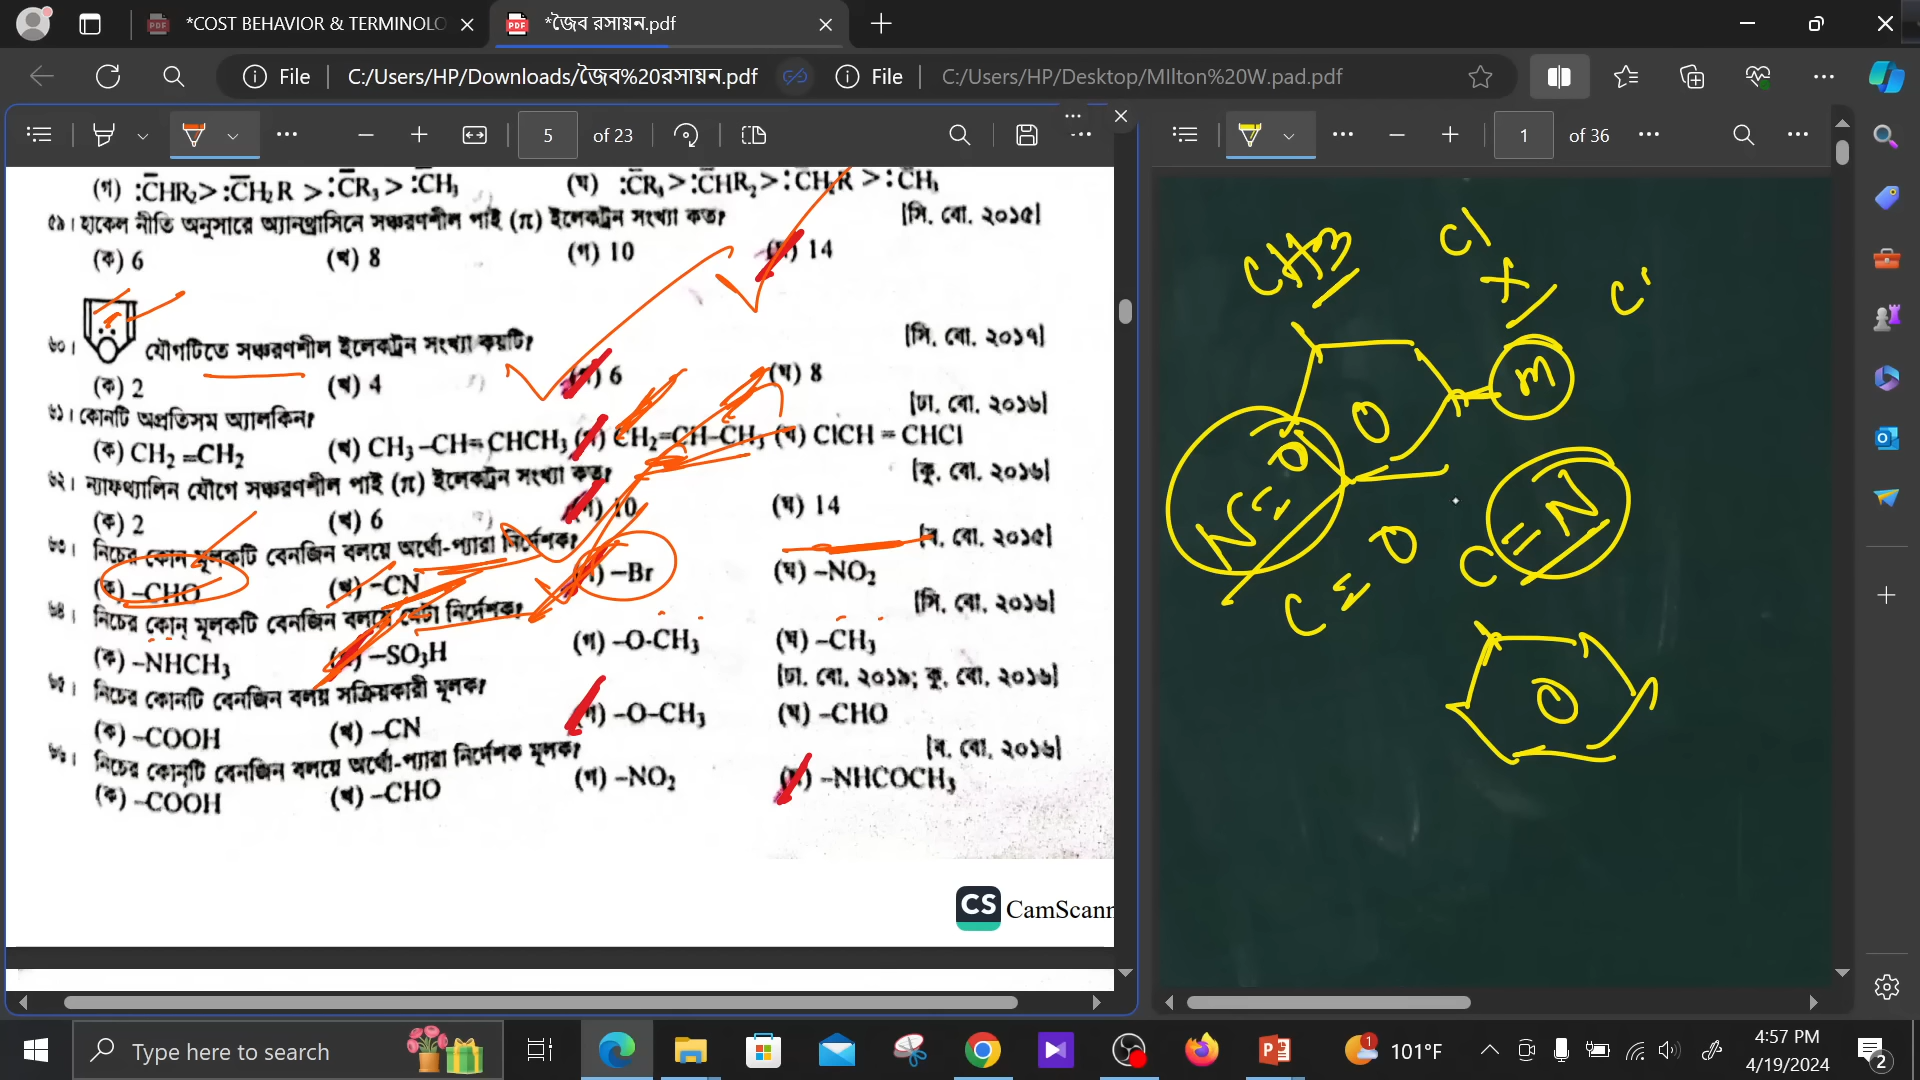 *COST BEHAVIOR & TERMINOLO
*জৈব রসায়ন.pdf
File C:/Users/HP/Downloads/জৈব%20রসায়ন.pdf
File C:/Users/HP/Desktop/MIlton%20W.pad.pdf
5 of 23
1 of 36
(গ) :C̄HR₂> :C̄H₂R >:C̄R₃ > :C̄H₃ (ঘ) :C̄R₃>:C̄HR₂>:C̄H₂R >:C̄H₃
৫৯। হাকেল নীতি অনুসারে অ্যানথ্রাসিনে সঞ্চরণশীল পাই (π) ইলেকট্রন সংখ্যা কত? [সি. বো. ২০১৫]
(ক) 6 (খ) 8 (গ) 10 14
৬০। যৌগটিতে সঞ্চরণশীল ইলেকট্রন সংখ্যা কয়টি? [সি. বো. ২০১৭]
(ক) 2 (খ) 4 6 (ঘ) 8
৬১। কোনটি অপ্রতিসম অ্যালকিন? [ঢা. বো. ২০১৬]
(ক) CH₂ =CH₂ (খ) CH₃ –CH= CHCH₃ CH₂=CH–CH₃ (ঘ) ClCH = CHCl
৬২। ন্যাফথ্যালিন যৌগে সঞ্চরণশীল পাই (π) ইলেকট্রন সংখ্যা কত? [কু. বো. ২০১৬]
(ক) 2 (খ) 6 10 (ঘ) 14
৬৩। নিচের কোন মূলকটি বেনজিন বলয়ে অর্থো-প্যারা নির্দেশক? [ব. বো. ২০১৫]
(ক) –CHO (খ) –CN –Br (ঘ) –NO₂
৬৪। নিচের কোন্ মূলকটি বেনজিন বলয়ে মেটা নির্দেশক? [সি. বো. ২০১৬]
(ক) –NHCH₃ –SO₃H (গ) –O-CH₃ (ঘ) –CH₃
৬৫। নিচের কোনটি বেনজিন বলয় সক্রিয়কারী মূলক? [ঢা. বো. ২০১৯; কু. বো. ২০১৬]
(ক) –COOH (খ) –CN –O–CH₃ (ঘ) –CHO
৬৬। নিচের কোন্‌টি বেনজিন বলয়ে অর্থো-প্যারা নির্দেশক মূলক? [ব. বো. ২০১৬]
(ক) –COOH (খ) –CHO (গ) –NO₂ –NHCOCH₃
CS CamScann
CH3
Cl
X
m
O
O
N=
C=O
C≡N
O
Type here to search
1
101°F
4:57 PM
4/19/2024
2